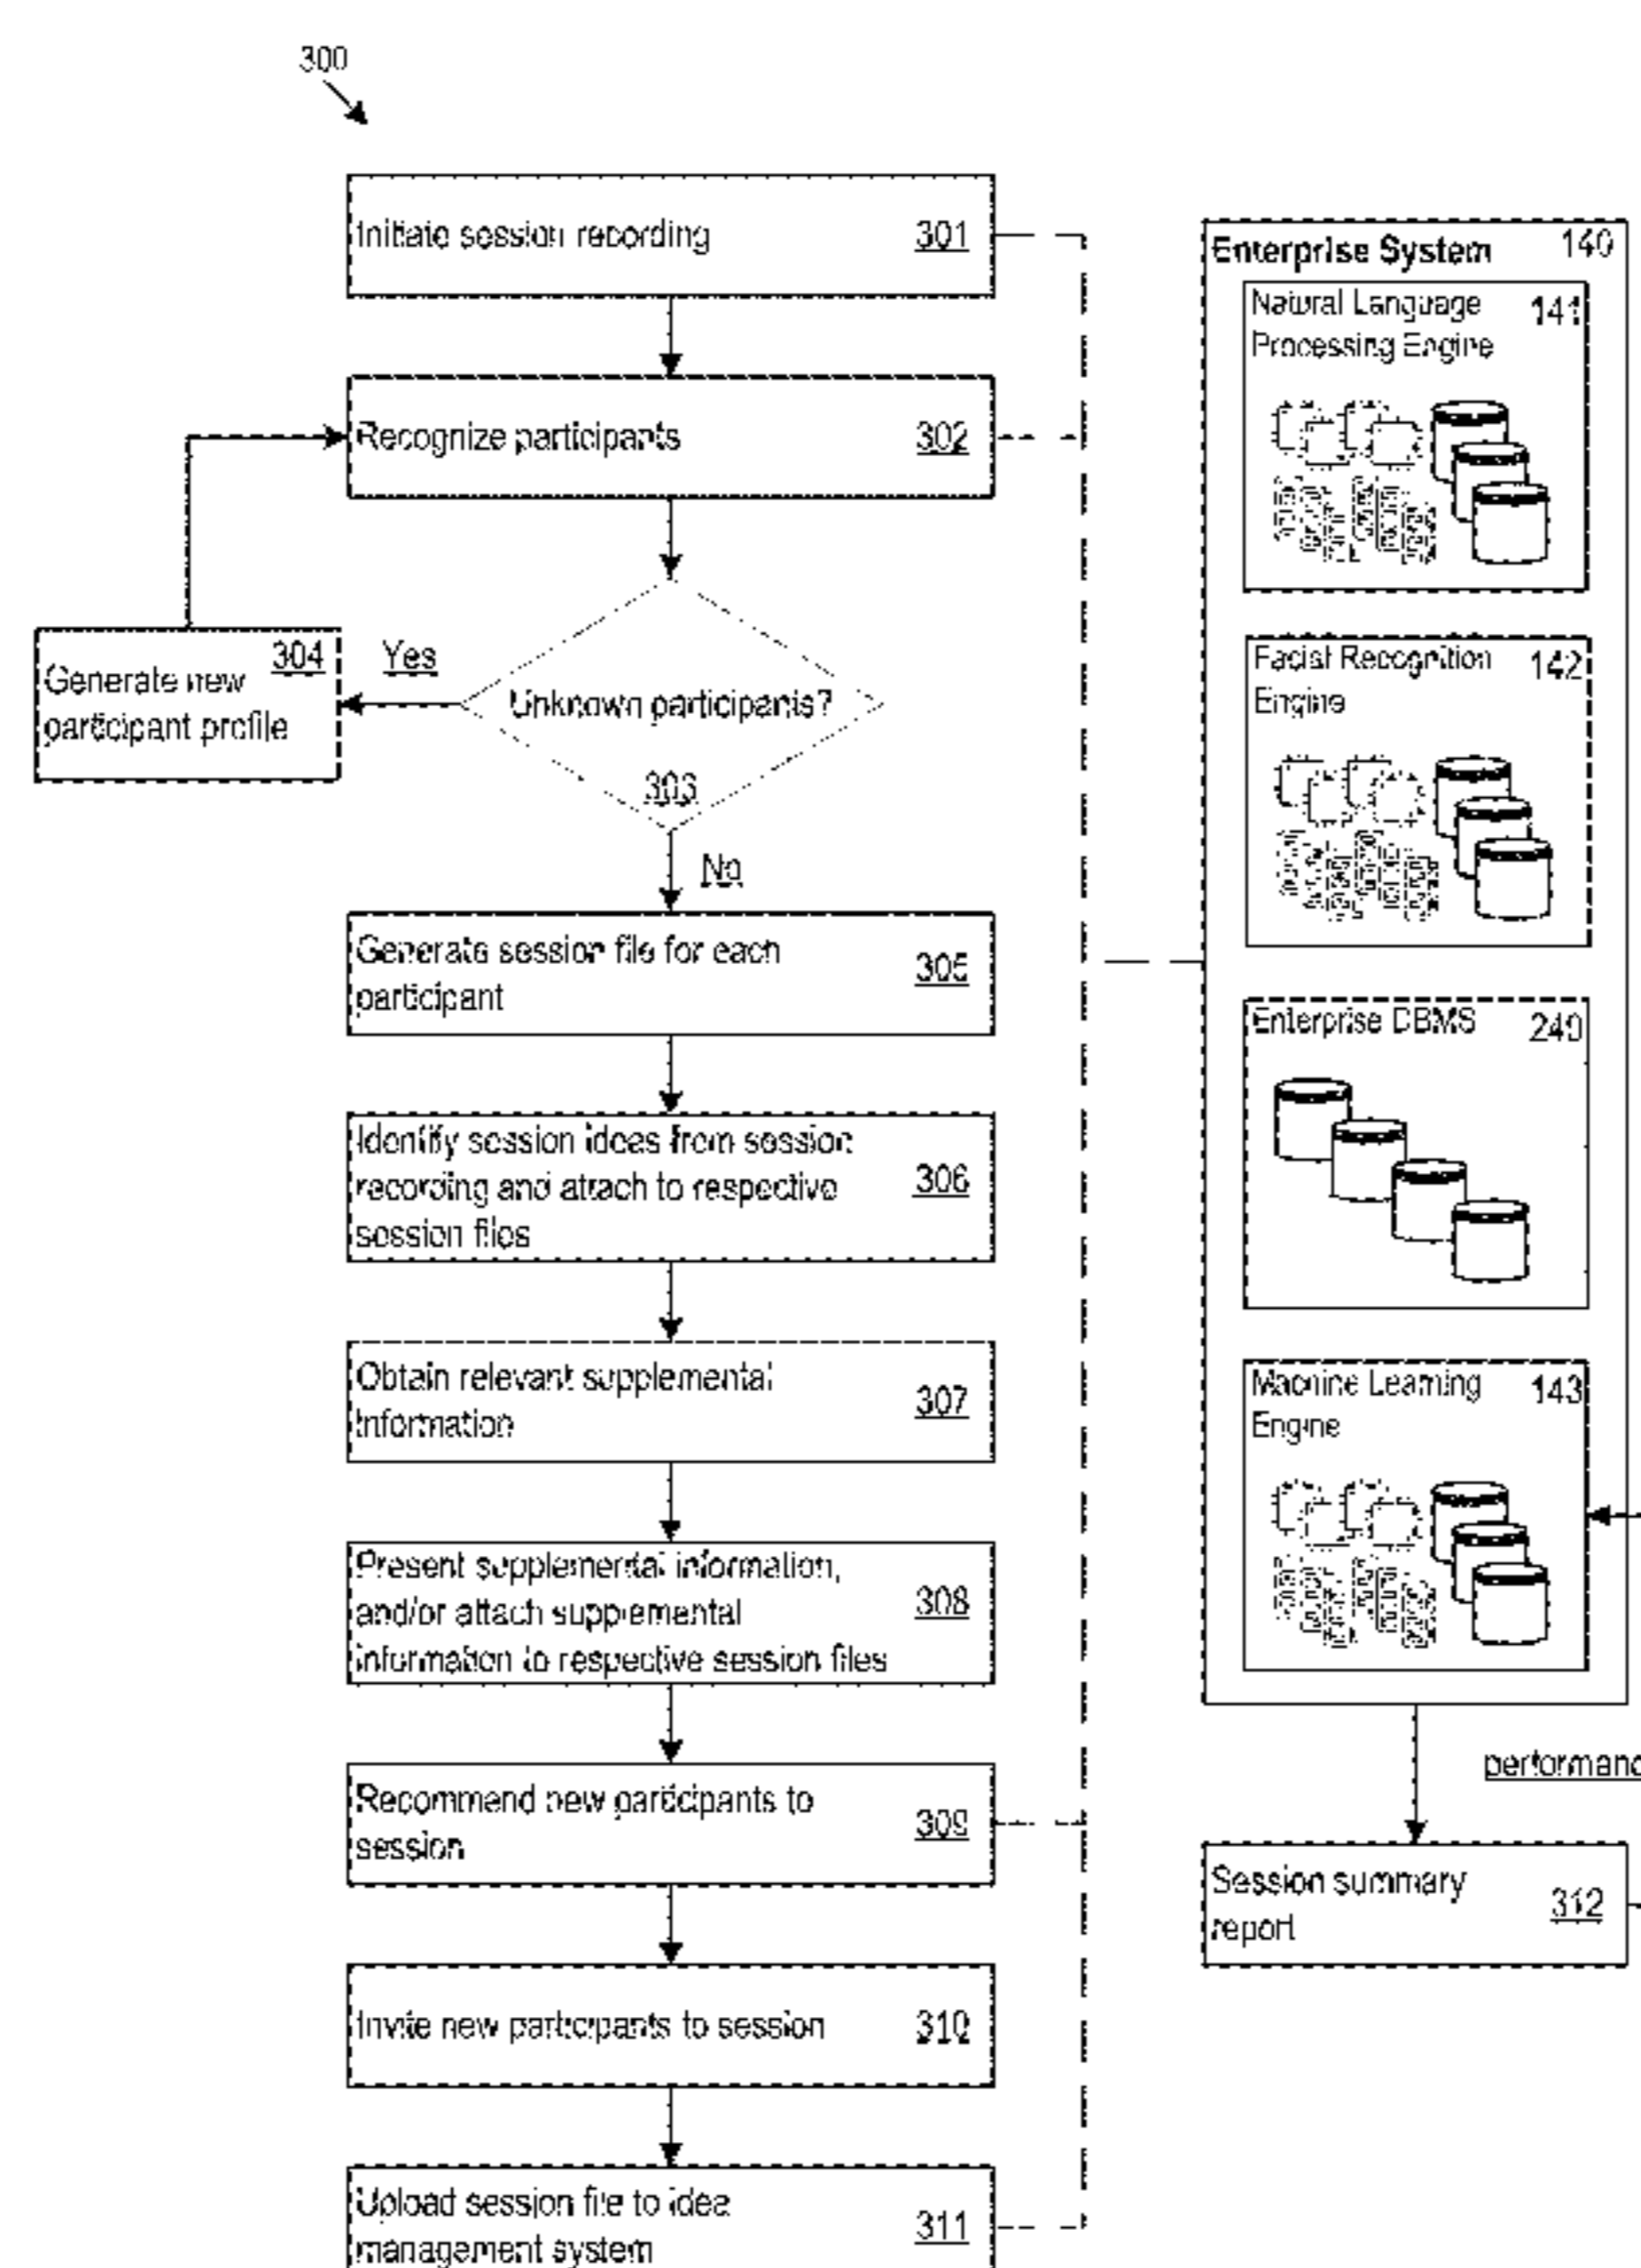 300
Initiate session recording 301
Recognize participants 302
Generate new 304
participant profile
Yes
Unknown participants?
303
No
Generate session file for each
participant 305
Identify session ideas from session
recording and attach to respective 306
session files
Obtain relevant supplemental
information 307
Present supplemental information,
and/or attach supplemental 308
information to respective session files
Recommend new participants to
session 309
Invite new participants to session 310
Upload session file to idea
management system 311
Enterprise System 140
Natural Language 141
Processing Engine
Facial Recognition 142
Engine
Enterprise DBMS 240
Machine Learning 143
Engine
Session summary
report 312